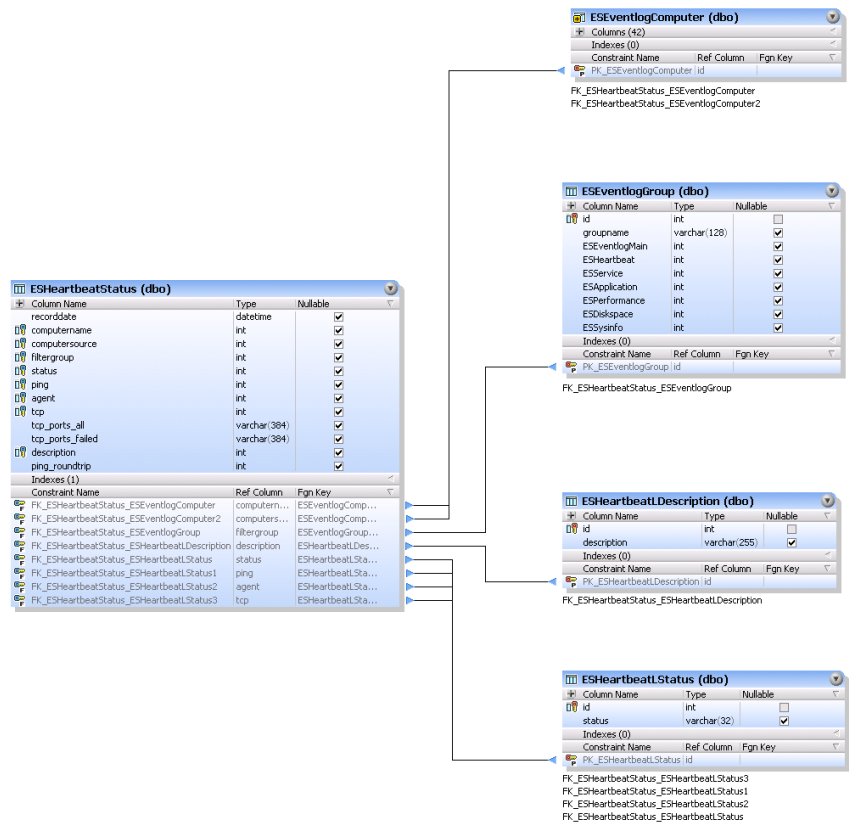 ESEventlogComputer (dbo)
Columns (42)
Indexes (0)
Constraint Name Ref Column Fgn Key
PK_ESEventlogComputer id
FK_ESHeartbeatStatus_ESEventlogComputer
FK_ESHeartbeatStatus_ESEventlogComputer2
ESEventlogGroup (dbo)
Column Name Type Nullable
id int
groupname varchar(128)
ESEventlogMain int
ESHeartbeat int
ESService int
ESApplication int
ESPerformance int
ESDiskspace int
ESSysinfo int
Indexes (0)
Constraint Name Ref Column Fgn Key
PK_ESEventlogGroup id
FK_ESHeartbeatStatus_ESEventlogGroup
ESHeartbeatStatus (dbo)
Column Name Type Nullable
recorddate datetime
computername int
computersource int
filtergroup int
status int
ping int
agent int
tcp int
tcp_ports_all varchar(384)
tcp_ports_failed varchar(384)
description int
ping_roundtrip int
Indexes (1)
Constraint Name Ref Column Fgn Key
FK_ESHeartbeatStatus_ESEventlogComputer computern... ESEventlogComp...
FK_ESHeartbeatStatus_ESEventlogComputer2 computers... ESEventlogComp...
FK_ESHeartbeatStatus_ESEventlogGroup filtergroup ESEventlogGrou...
FK_ESHeartbeatStatus_ESHeartbeatLDescription description ESHeartbeatLDes...
FK_ESHeartbeatStatus_ESHeartbeatLStatus status ESHeartbeatLSta...
FK_ESHeartbeatStatus_ESHeartbeatLStatus1 ping ESHeartbeatLSta...
FK_ESHeartbeatStatus_ESHeartbeatLStatus2 agent ESHeartbeatLSta...
FK_ESHeartbeatStatus_ESHeartbeatLStatus3 tcp ESHeartbeatLSta...
ESHeartbeatLDescription (dbo)
Column Name Type Nullable
id int
description varchar(255)
Indexes (0)
Constraint Name Ref Column Fgn Key
PK_ESHeartbeatLDescription id
FK_ESHeartbeatStatus_ESHeartbeatLDescription
ESHeartbeatLStatus (dbo)
Column Name Type Nullable
id int
status varchar(32)
Indexes (0)
Constraint Name Ref Column Fgn Key
PK_ESHeartbeatLStatus id
FK_ESHeartbeatStatus_ESHeartbeatLStatus3
FK_ESHeartbeatStatus_ESHeartbeatLStatus1
FK_ESHeartbeatStatus_ESHeartbeatLStatus2
FK_ESHeartbeatStatus_ESHeartbeatLStatus